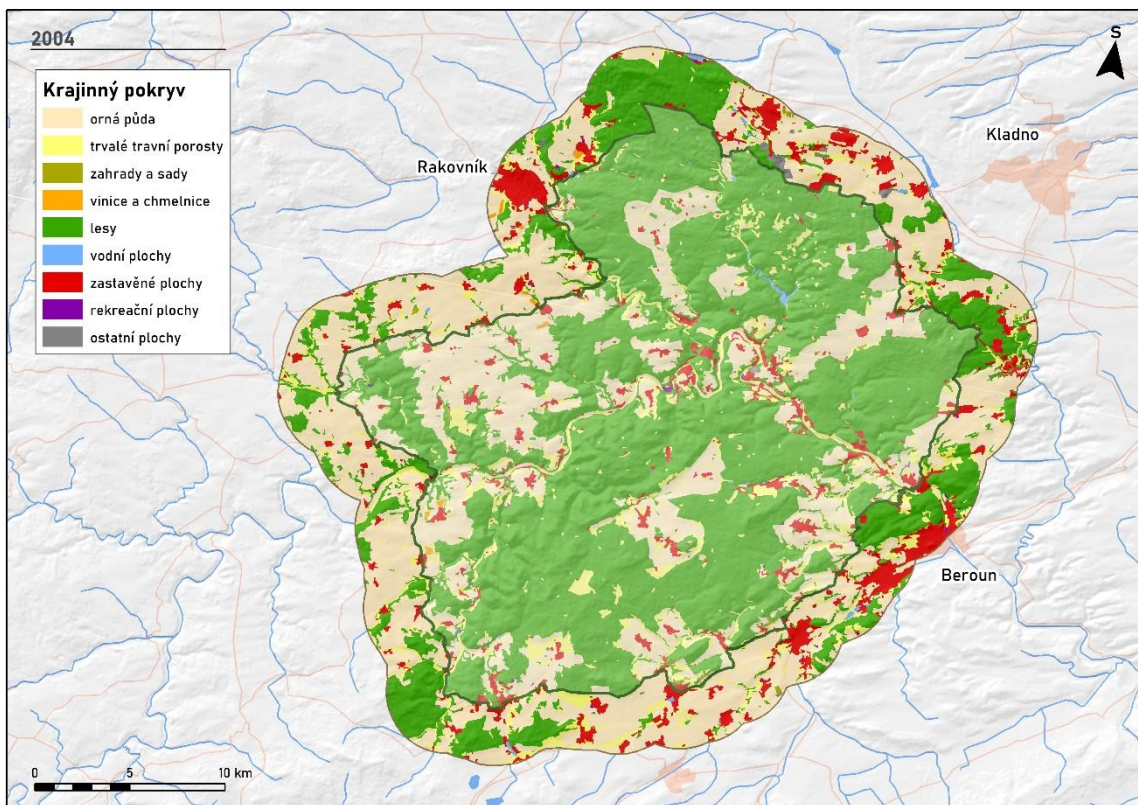 2004
S
Krajinný pokryv
orná půda
trvalé travní porosty
zahrady a sady
vinice a chmelnice
lesy
vodní plochy
zastavěné plochy
rekreační plochy
ostatní plochy
Rakovník
Kladno
Beroun
0 5 10 km